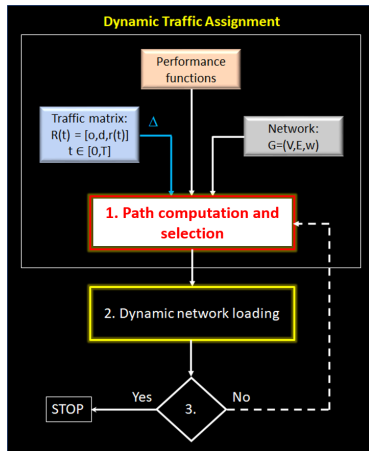 Dynamic Traffic Assignment
Performance
functions
Traffic matrix:
R(t) = [o,d,r(t)]
t ∈ [0,T]
Δ
Network:
G=(V,E,w)
1. Path computation and
selection
2. Dynamic network loading
Yes
No
STOP
3.